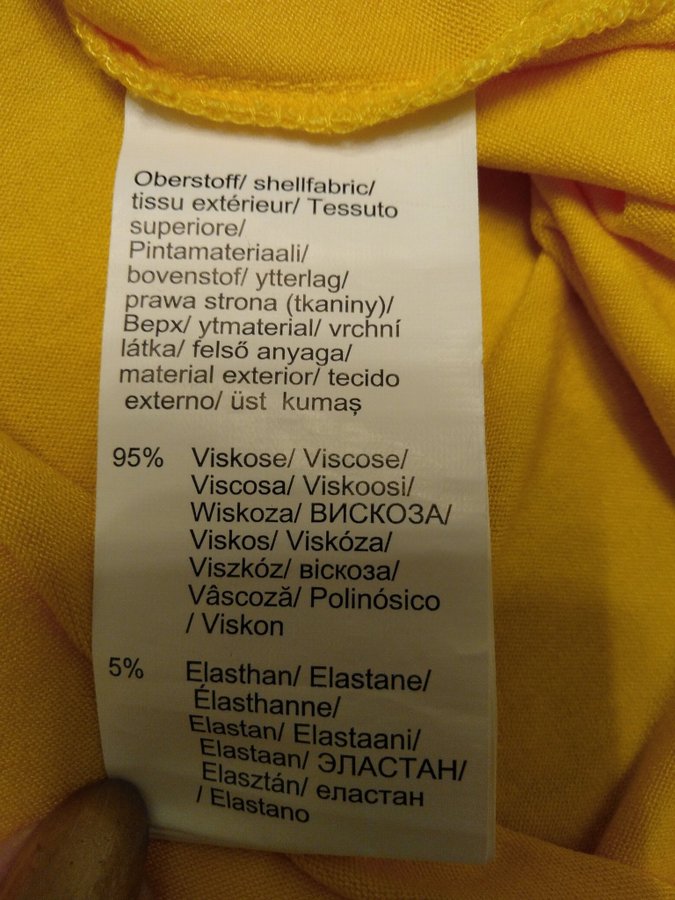 Oberstoff/ shellfabric/
tissu extérieur/ Tessuto
superiore/
Pintamateriaali/
bovenstof/ ytterlag/
prawa strona (tkaniny)/
Верх/ ytmaterial/ vrchní
látka/ felső anyaga/
material exterior/ tecido
externo/ üst kumaş
95% Viskose/ Viscose/
Viscosa/ Viskoosi/
Wiskoza/ ВИСКОЗА/
Viskos/ Viskóza/
Viszkóz/ віскоза/
Vâscoză/ Polinósico
/ Viskon
5% Elasthan/ Elastane/
Élasthanne/
Elastan/ Elastaani/
Elastaan/ ЭЛАСТАН/
Elasztán/ еластан
/ Elastano